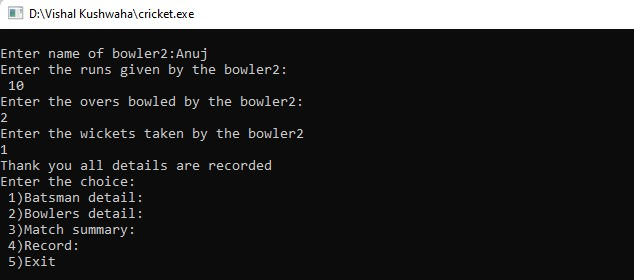 D:\Vishal Kushwaha\cricket.exe
Enter name of bowler2:Anuj
Enter the runs given by the bowler2:
10
Enter the overs bowled by the bowler2:
2
Enter the wickets taken by the bowler2
1
Thank you all details are recorded
Enter the choice:
1)Batsman detail:
2)Bowlers detail:
3)Match summary:
4)Record:
5)Exit